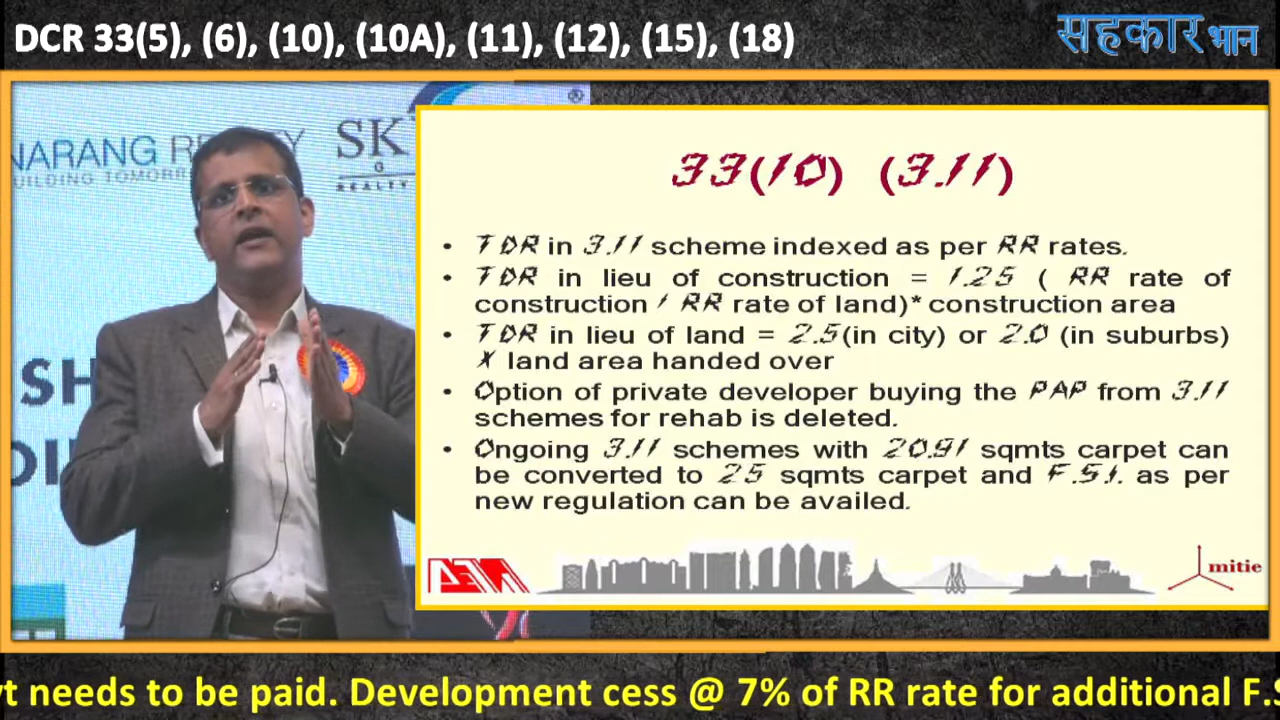 DCR 33(5), (6), (10), (10A), (11), (12), (15), (18)
सहकार भान
®
NARANG RE
BUILDING TOMORR
SK
G
REALTY
SH
33(10) (3.11)
• TDR in 3.11 scheme indexed as per RR rates.
• TDR in lieu of construction = 1.25 ( RR rate of
construction / RR rate of land)* construction area
• TDR in lieu of land = 2.5(in city) or 2.0 (in suburbs)
X land area handed over
• Option of private developer buying the PAP from 3.11
schemes for rehab is deleted.
• Ongoing 3.11 schemes with 20.91 sqmts carpet can
be converted to 25 sqmts carpet and F.S.I. as per
new regulation can be availed.
mitie
vt needs to be paid. Development cess @ 7% of RR rate for additional F.S